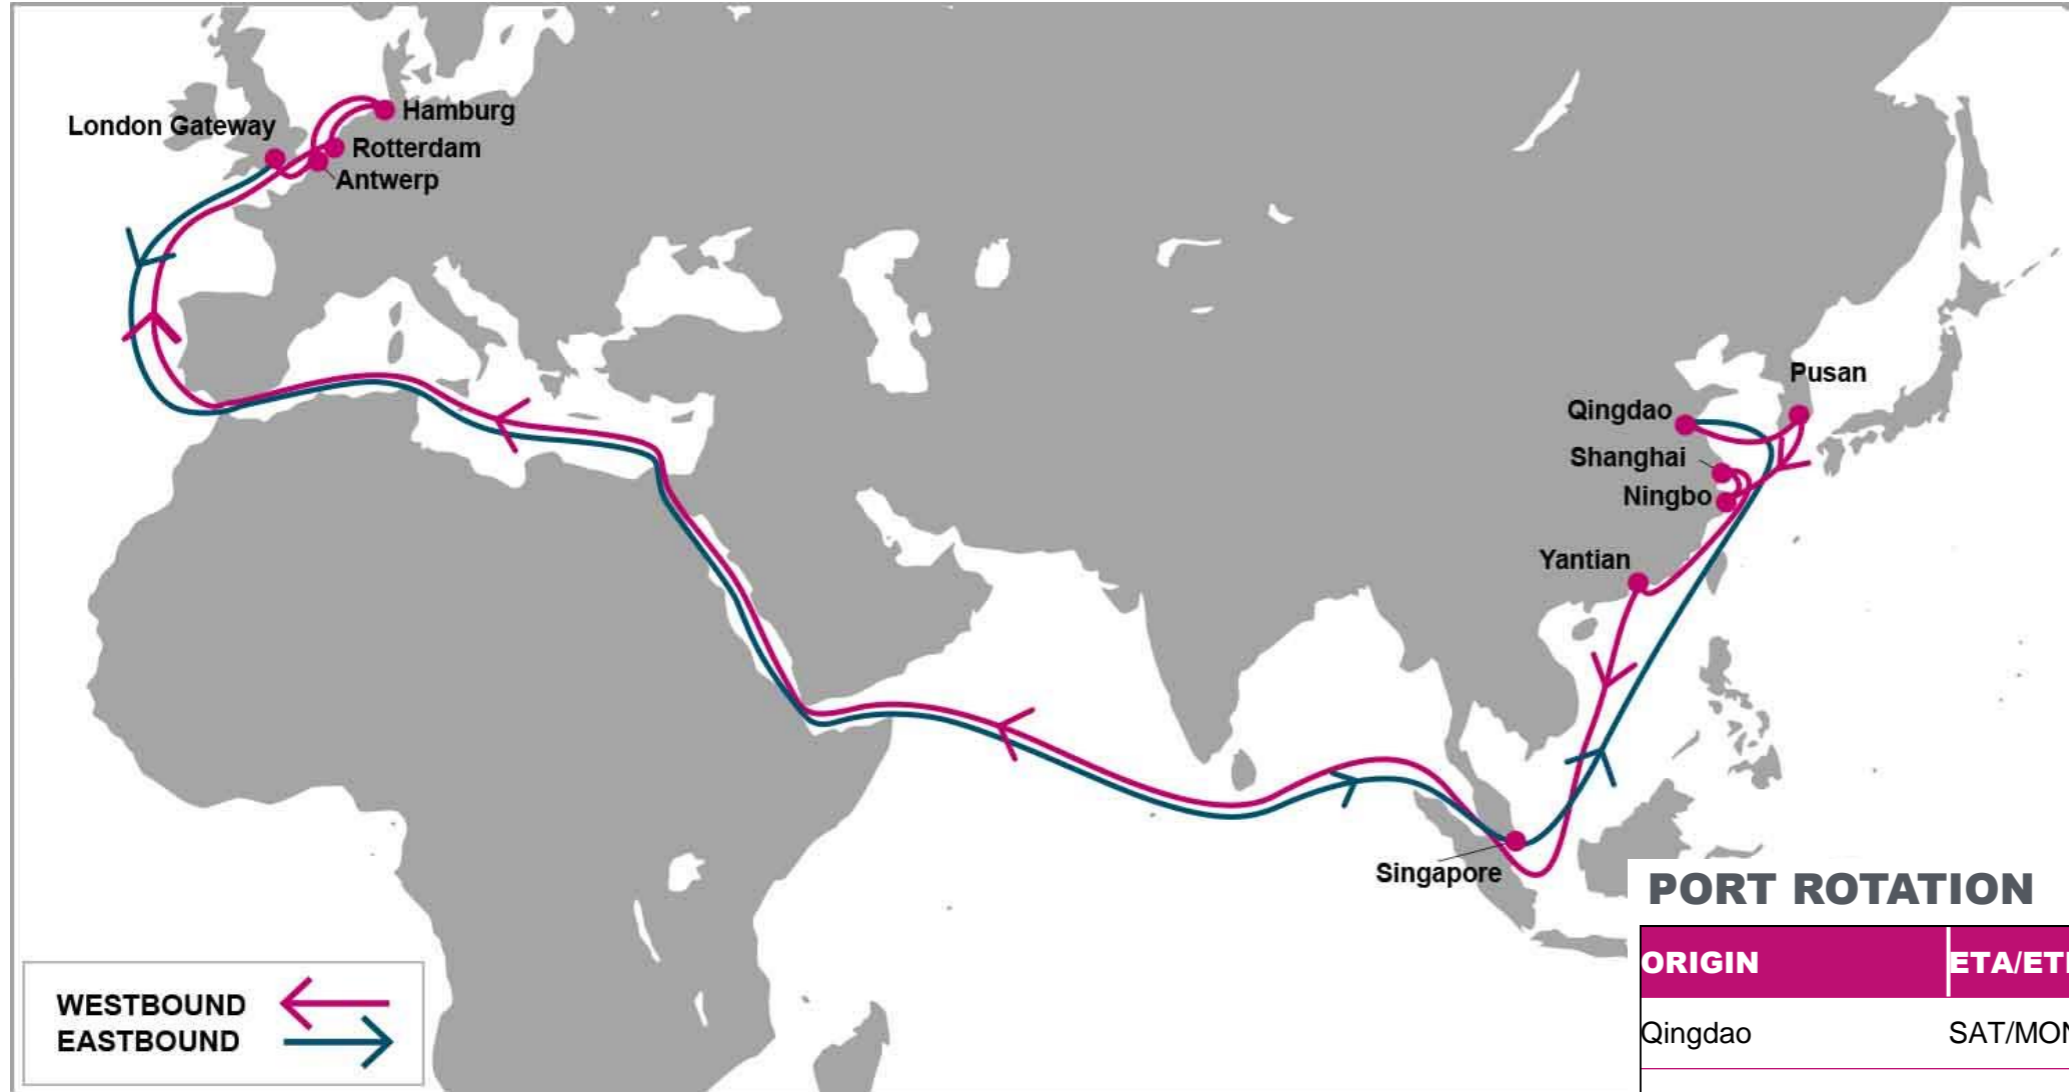 Hamburg
London Gateway
Rotterdam
Antwerp
Pusan
Qingdao
Shanghai
Ningbo
Yantian
Singapore
WESTBOUND
EASTBOUND
PORT ROTATION
ORIGIN
Qingdao